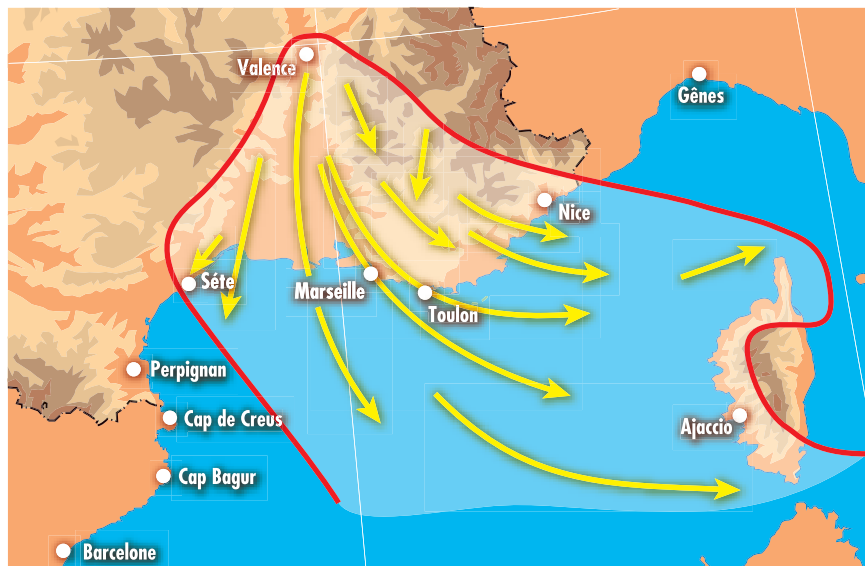 Valence
Gênes
Nice
Séte
Marseille
Toulon
Perpignan
Cap de Creus
Ajaccio
Cap Bagur
Barcelone